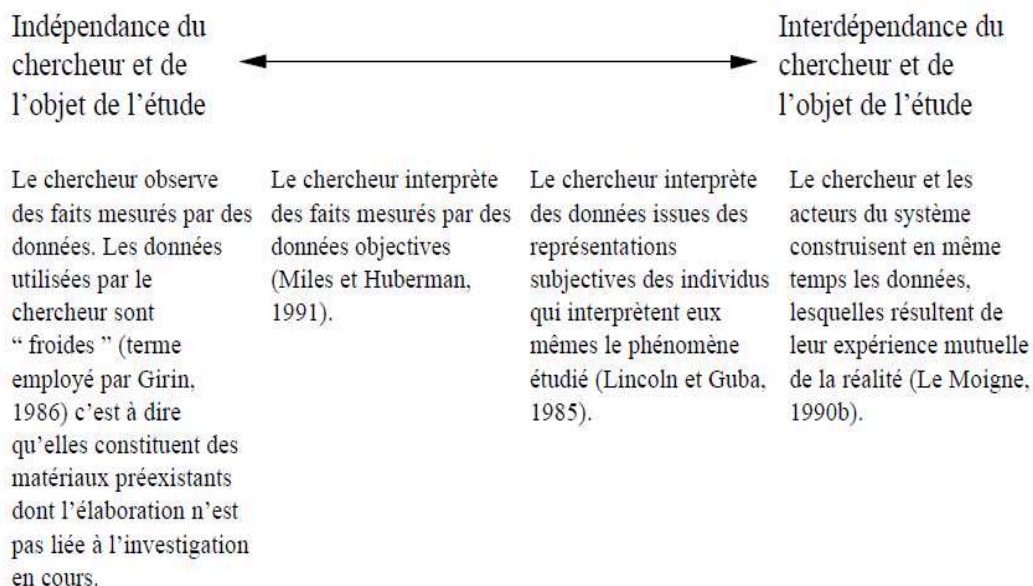 Indépendance du
chercheur et de
l’objet de l’étude
Interdépendance du
chercheur et de
l’objet de l’étude
Le chercheur observe
des faits mesurés par des
données. Les données
utilisées par le
chercheur sont
“ froides ” (terme
employé par Girin,
1986) c’est à dire
qu’elles constituent des
matériaux préexistants
dont l’élaboration n’est
pas liée à l’investigation
en cours.
Le chercheur interprète
des faits mesurés par des
données objectives
(Miles et Huberman,
1991).
Le chercheur interprète
des données issues des
représentations
subjectives des individus
qui interprètent eux
mêmes le phénomène
étudié (Lincoln et Guba,
1985).
Le chercheur et les
acteurs du système
construisent en même
temps les données,
lesquelles résultent de
leur expérience mutuelle
de la réalité (Le Moigne,
1990b).